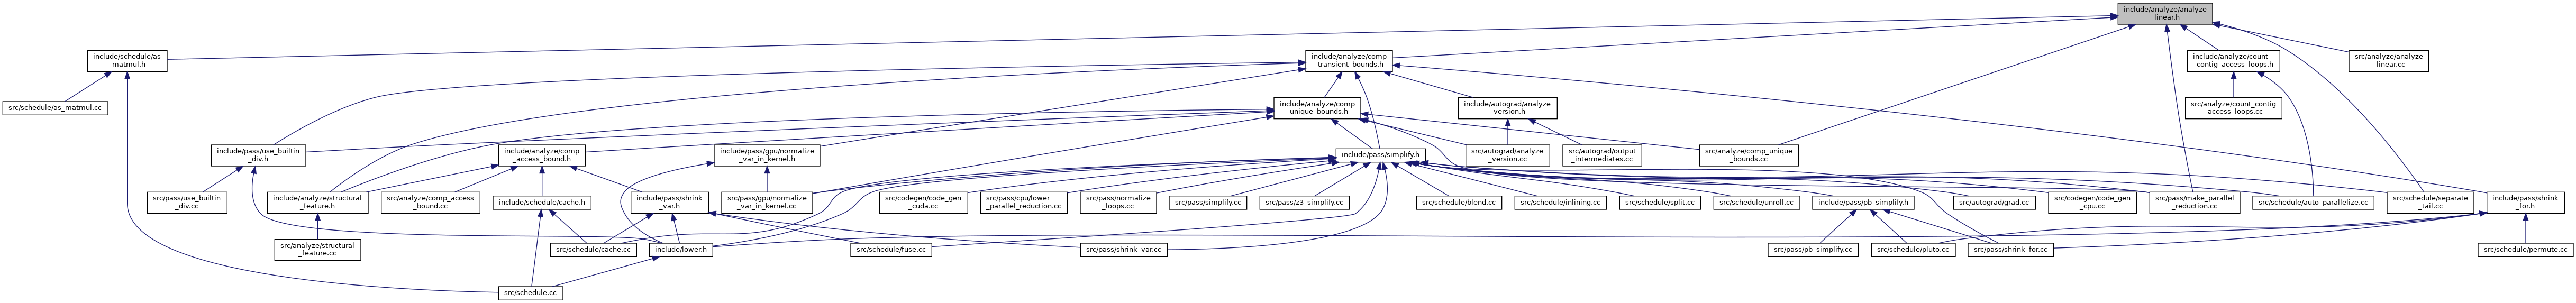 include/analyze/analyze
_linear.h
include/schedule/as
_matmul.h
include/analyze/comp
_transient_bounds.h
include/analyze/count
_contig_access_loops.h
src/analyze/analyze
_linear.cc
src/schedule/as_matmul.cc
include/analyze/comp
_unique_bounds.h
include/autograd/analyze
_version.h
src/analyze/count_contig
_access_loops.cc
include/pass/use_builtin
_div.h
include/analyze/comp
_access_bound.h
include/pass/gpu/normalize
_var_in_kernel.h
include/pass/simplify.h
src/autograd/analyze
_version.cc
src/autograd/output
_intermediates.cc
src/analyze/comp_unique
_bounds.cc
src/pass/use_builtin
_div.cc
include/analyze/structural
_feature.h
src/analyze/comp_access
_bound.cc
include/schedule/cache.h
include/pass/shrink
_var.h
src/pass/gpu/normalize
_var_in_kernel.cc
src/codegen/code_gen
_cuda.cc
src/pass/cpu/lower
_parallel_reduction.cc
src/pass/normalize
_loops.cc
src/pass/simplify.cc
src/pass/z3_simplify.cc
src/schedule/blend.cc
src/schedule/inlining.cc
src/schedule/split.cc
src/schedule/unroll.cc
include/pass/pb_simplify.h
src/autograd/grad.cc
src/codegen/code_gen
_cpu.cc
src/pass/make_parallel
_reduction.cc
src/schedule/auto_parallelize.cc
src/schedule/separate
_tail.cc
include/pass/shrink
_for.h
src/analyze/structural
_feature.cc
src/schedule/cache.cc
include/lower.h
src/schedule/fuse.cc
src/pass/shrink_var.cc
src/pass/pb_simplify.cc
src/schedule/pluto.cc
src/pass/shrink_for.cc
src/schedule/permute.cc
src/schedule.cc